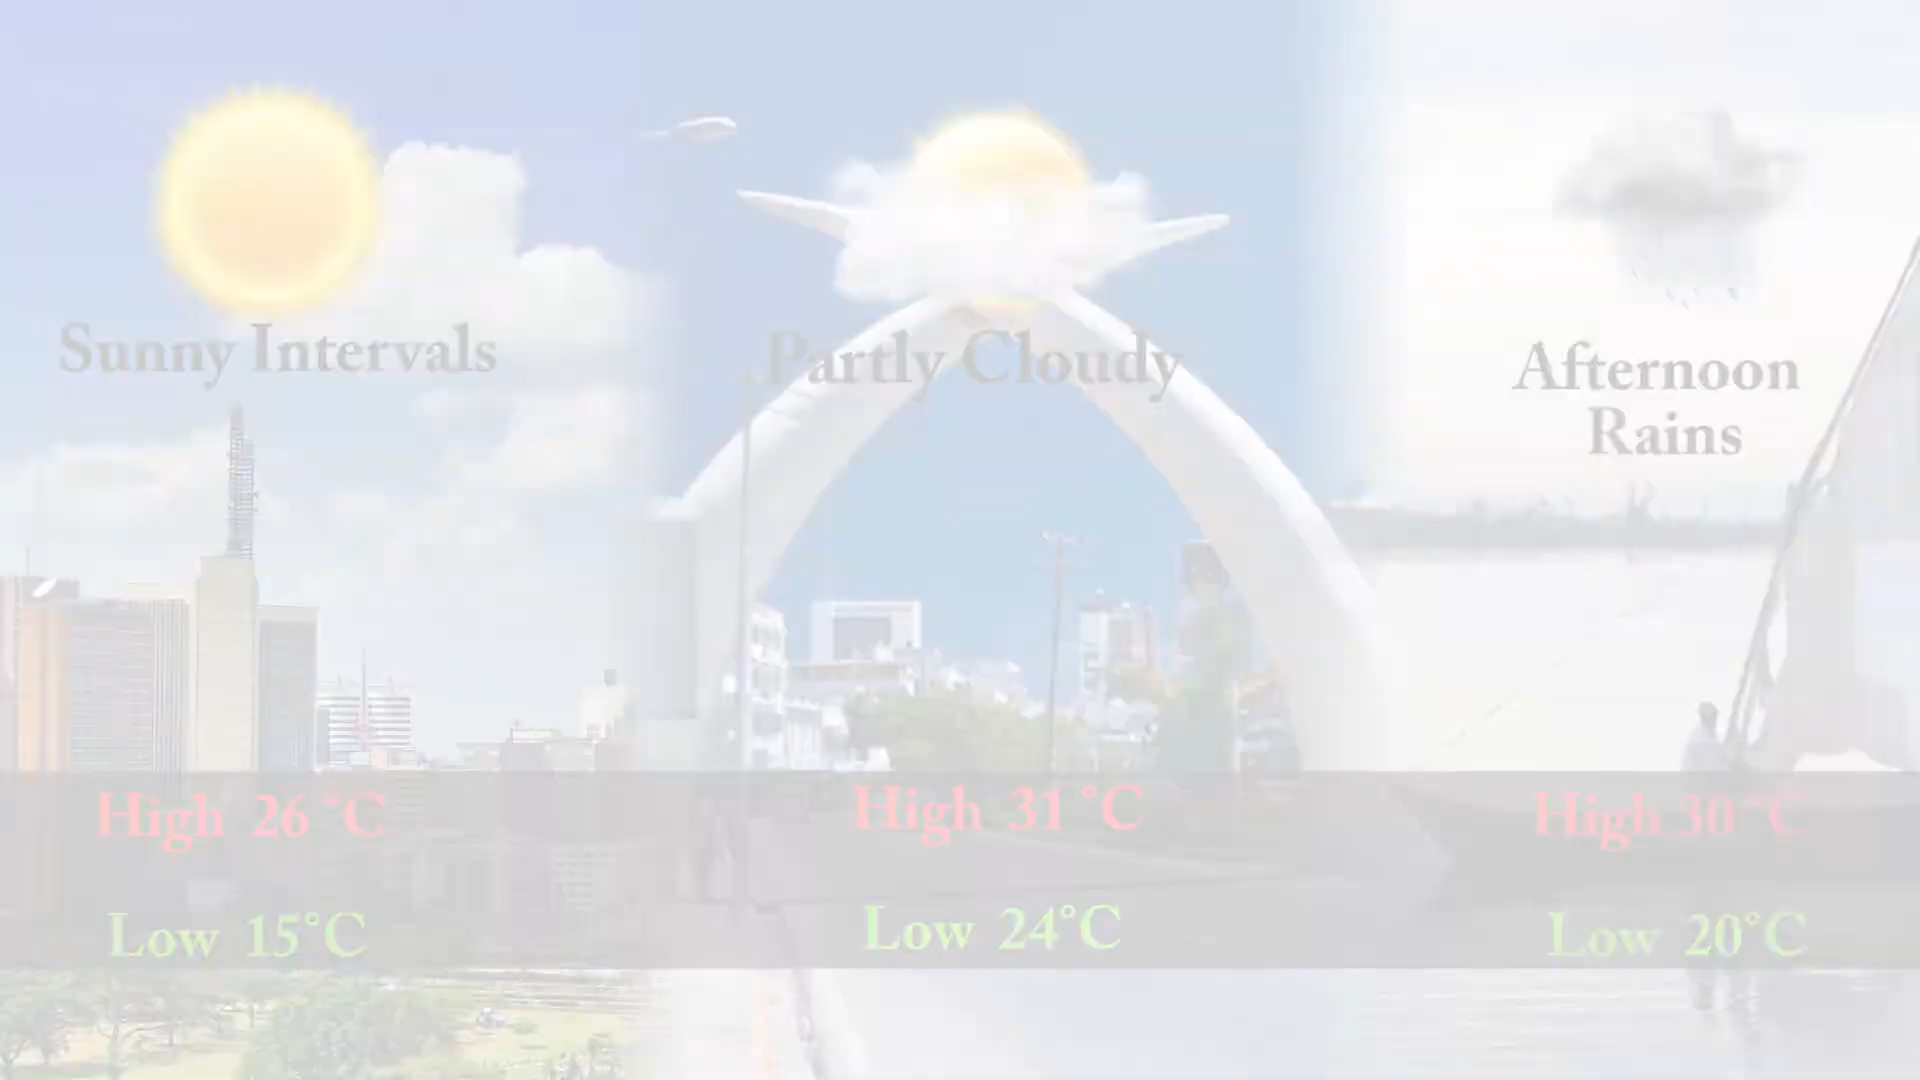 Sunny Intervals
High 26 °C
Low 15°C
Partly Cloudy
High 31 °C
Low 24°C
Afternoon
Rains
High 30 °C
Low 20°C